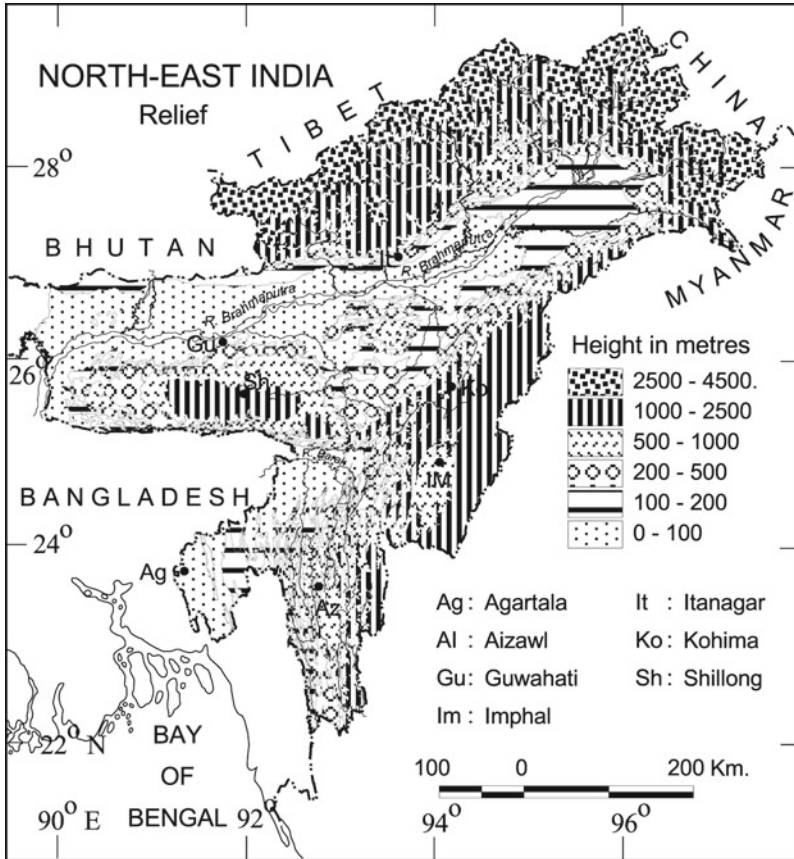 NORTH-EAST INDIA
Relief
TIBET
CHINA
28°
BHUTAN
MYANMAR
R. Brahmaputra
R. Brahmaputra
It
Gu
26°
Sh
Ko
Height in metres
2500 - 4500.
1000 - 2500
500 - 1000
200 - 500
100 - 200
0 - 100
R. Barak
IM
BANGLADESH
24°
Ag
Az
Ag : Agartala
It : Itanagar
Al : Aizawl
Ko : Kohima
Gu : Guwahati
Sh : Shillong
Im : Imphal
22° N
BAY
OF
BENGAL
100 0 200 Km.
90° E
92°
94°
96°